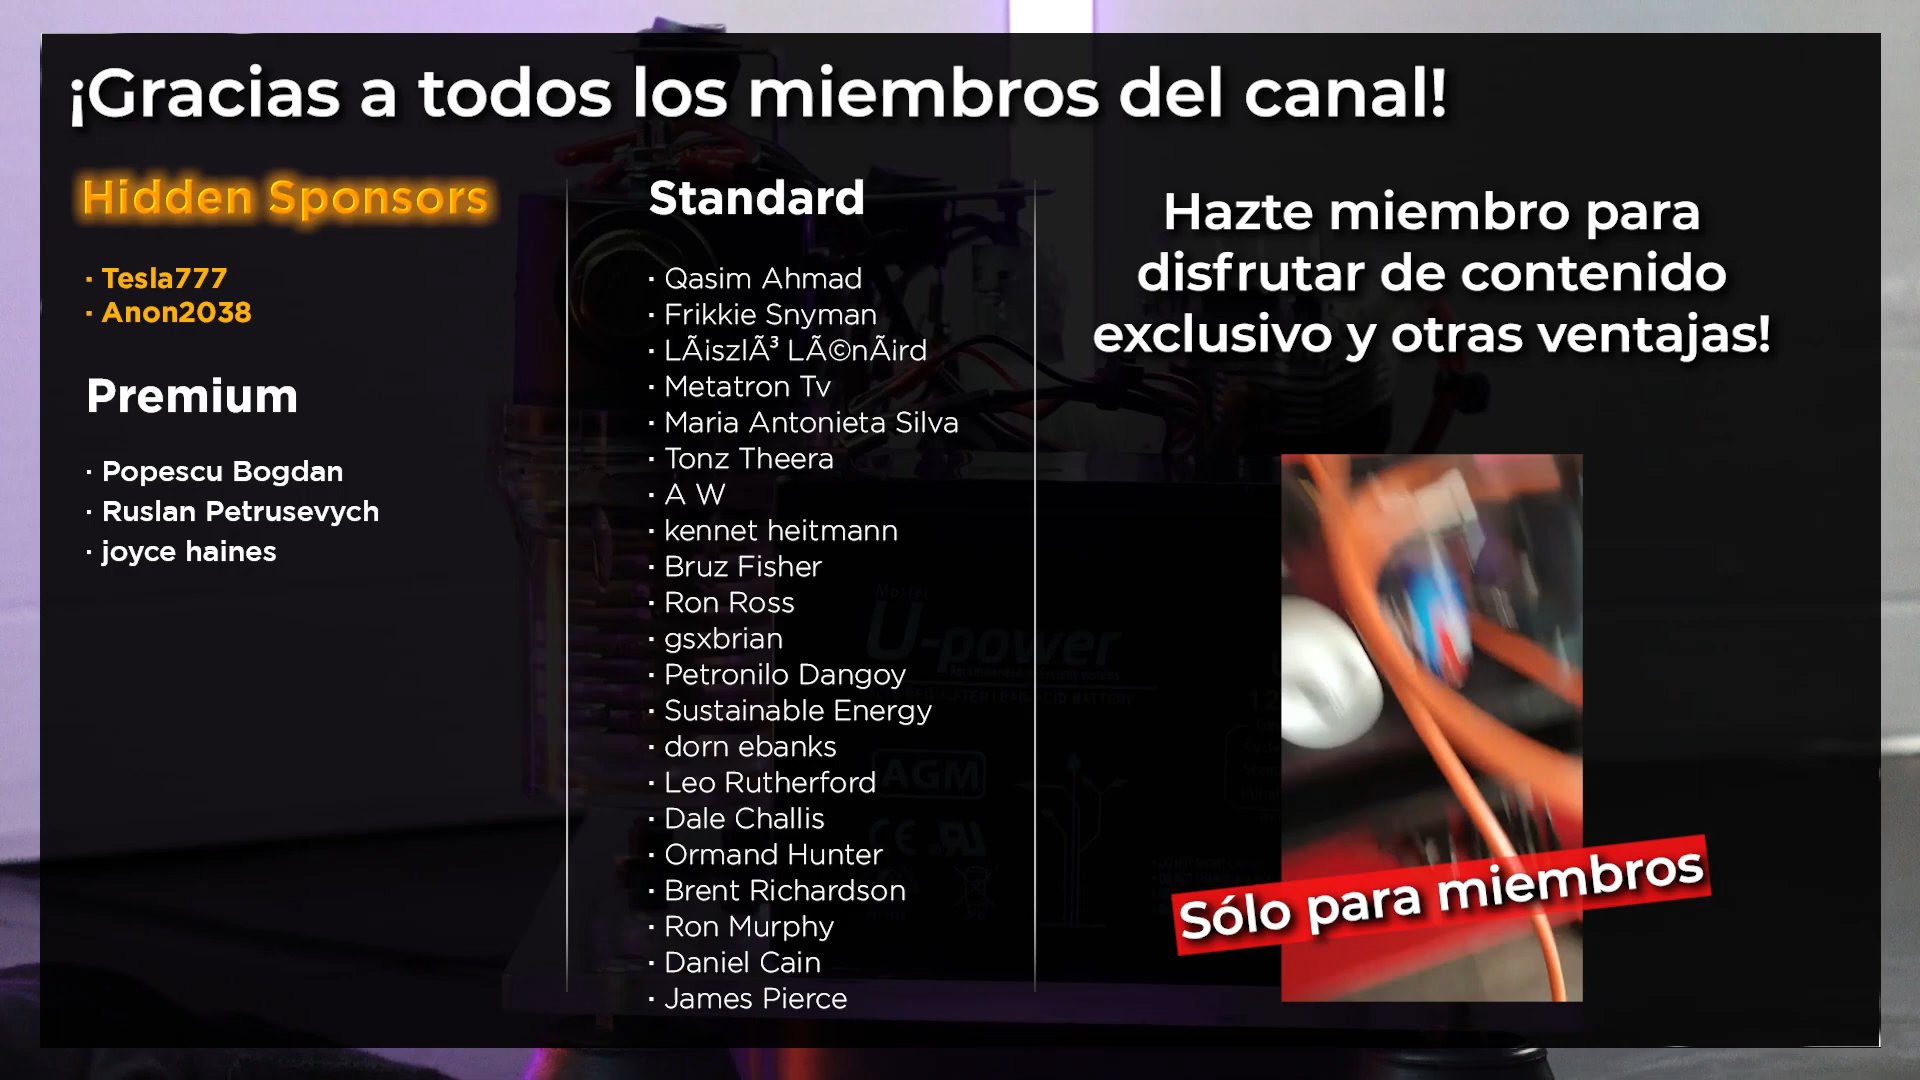 ¡Gracias a todos los miembros del canal!
Hidden Sponsors
· Tesla777
· Anon2038
Premium
· Popescu Bogdan
· Ruslan Petrusevych
· joyce haines
Standard
· Qasim Ahmad
· Frikkie Snyman
· LÃiszlÃ³ LÃ©nÃird
· Metatron Tv
· Maria Antonieta Silva
· Tonz Theera
· A W
· kennet heitmann
· Bruz Fisher
· Ron Ross
· gsxbrian
· Petronilo Dangoy
· Sustainable Energy
· dorn ebanks
· Leo Rutherford
· Dale Challis
· Ormand Hunter
· Brent Richardson
· Ron Murphy
· Daniel Cain
· James Pierce
Hazte miembro para
disfrutar de contenido
exclusivo y otras ventajas!
Sólo para miembros
Master
U-power
AGM